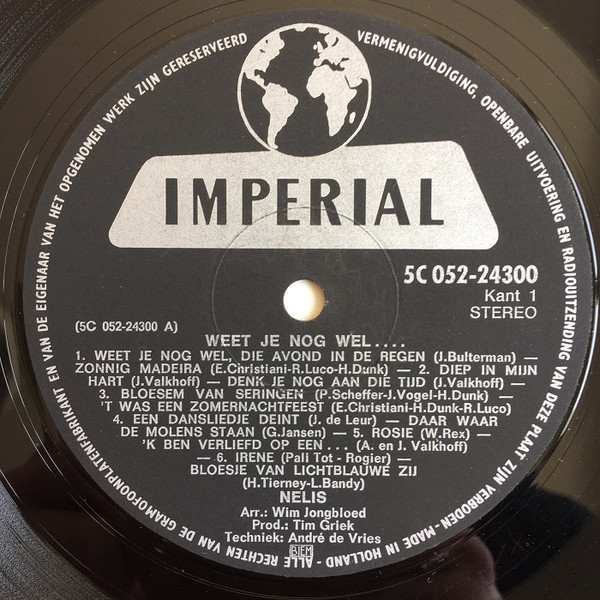 ALLE RECHTEN VAN DE GRAMOFOONPLATENFABRIKANT EN VAN DE EIGENAAR VAN HET OPGENOMEN WERK ZIJN GERESERVEERD
VERMENIGVULDIGING, OPENBARE UITVOERING EN RADIOUITZENDING VAN DEZE PLAAT ZIJN VERBODEN - MADE IN HOLLAND -
IMPERIAL
5C 052-24300
Kant 1
STEREO
(5C 052-24300 A)
WEET JE NOG WEL....
1. WEET JE NOG WEL, DIE AVOND IN DE REGEN (J.Bulterman) —
ZONNIG MADEIRA (E.Christiani-R.Luco-H.Dunk) — 2. DIEP IN MIJN
HART (J.Valkhoff) — DENK JE NOG AAN DIE TIJD (J.Valkhoff) —
3. BLOESEM VAN SERINGEN (P.Scheffer-J.Vogel-H.Dunk) —
'T WAS EEN ZOMERNACHTFEEST (E.Christiani-H.Dunk-R.Luco)
4. EEN DANSLIEDJE DEINT (J. de Leur) — DAAR WAAR
DE MOLENS STAAN (G.Jansen) — 5. ROSIE (W.Rex) —
'K BEN VERLIEFD OP EEN... (A. en J. Valkhoff)
— 6. IRENE (Pali Tot - Rogier) —
BLOESJE VAN LICHTBLAUWE ZIJ
(H.Tierney-L.Bandy)
NELIS
Arr.: Wim Jongbloed
Prod.: Tim Griek
Techniek: André de Vries
BIEM